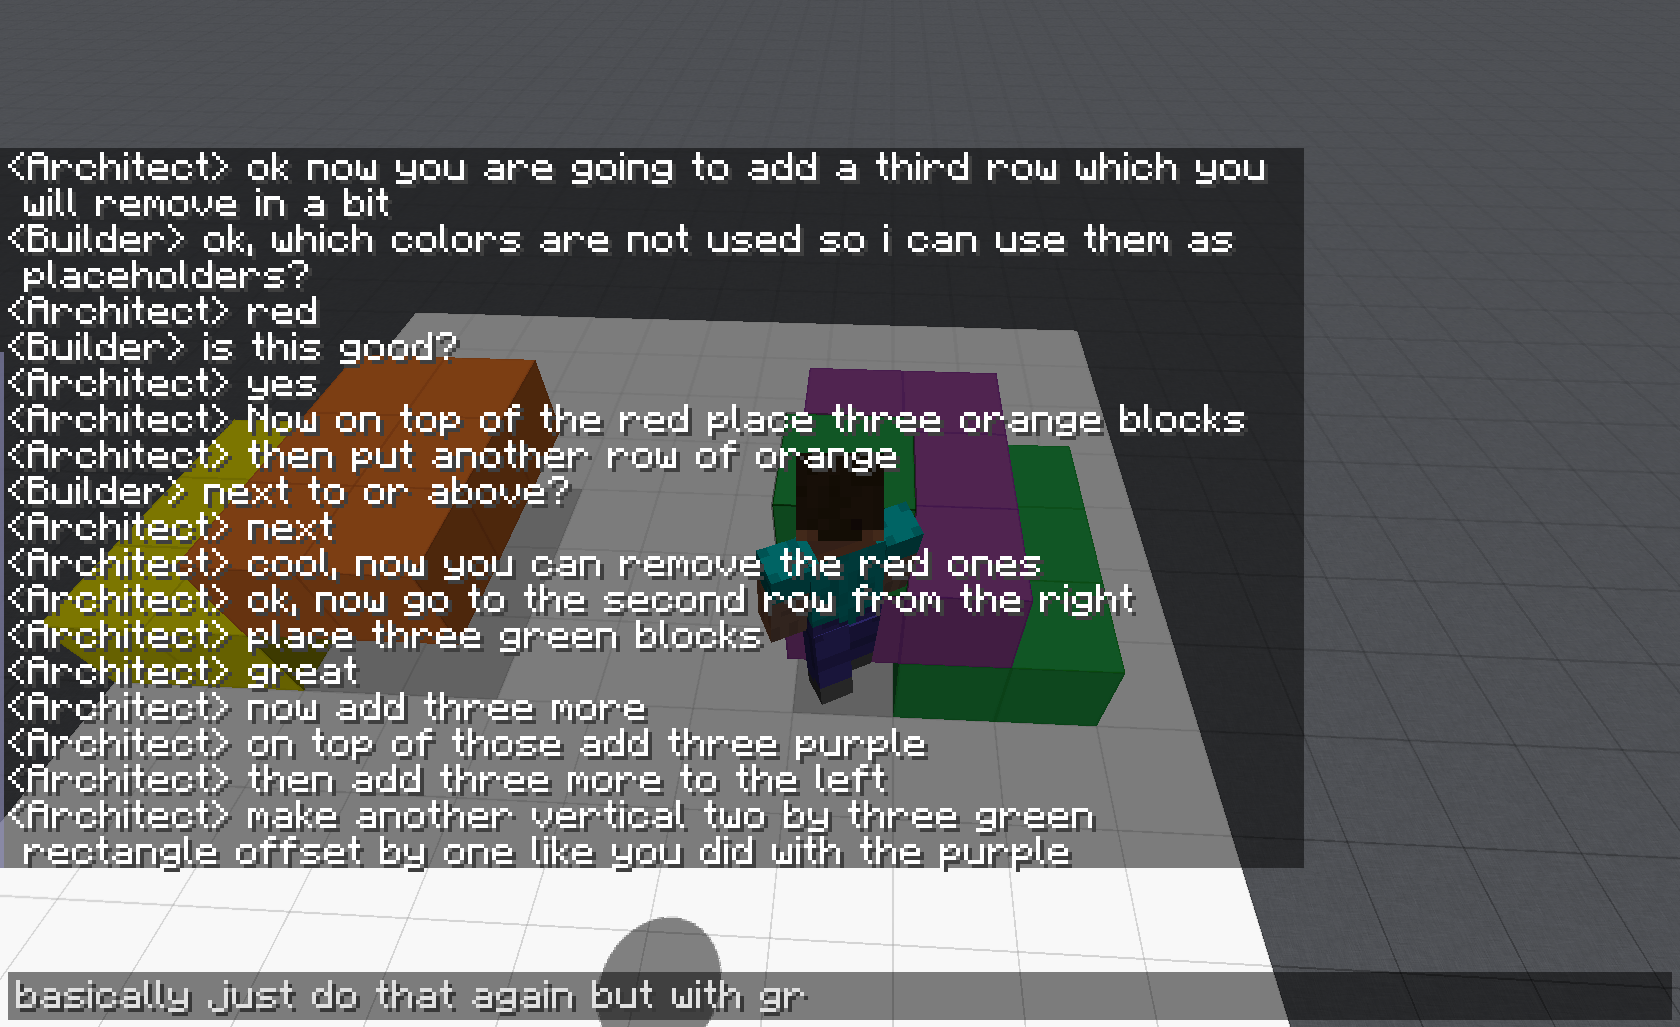 <Architect> ok now you are going to add a third row which you
will remove in a bit
<Builder> ok, which colors are not used so i can use them as
placeholders?
<Architect> red
<Builder> is this good?
<Architect> yes
<Architect> Now on top of the red place three orange blocks
<Architect> then put another row of orange
<Builder> next to or above?
<Architect> next
<Architect> cool, now you can remove the red ones
<Architect> ok, now go to the second row from the right
<Architect> place three green blocks
<Architect> great
<Architect> now add three more
<Architect> on top of those add three purple
<Architect> then add three more to the left
<Architect> make another vertical two by three green
rectangle offset by one like you did with the purple
basically just do that again but with gr